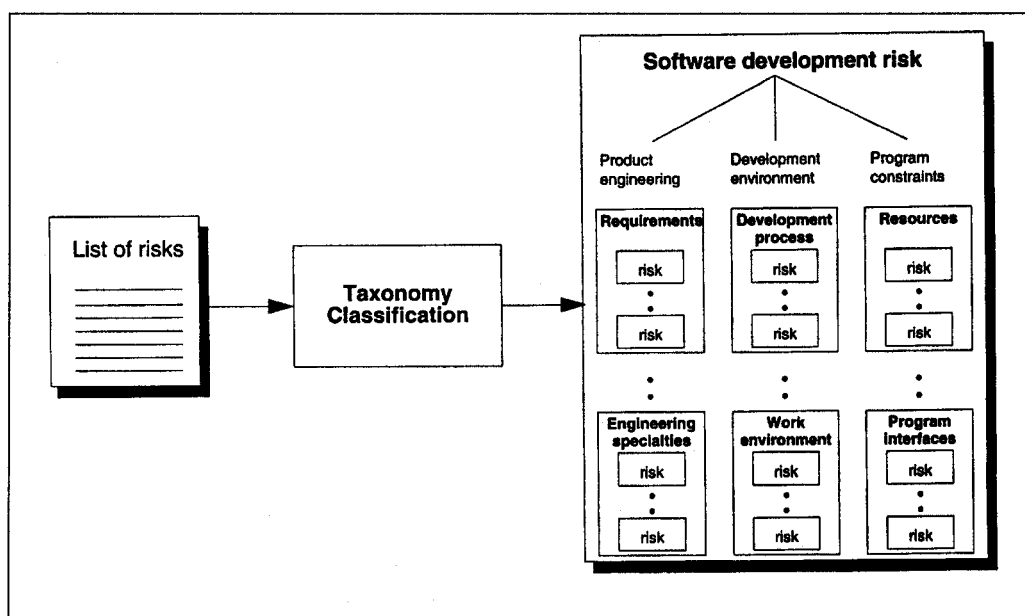 Software development risk
Product
engineering
Development
environment
Program
constraints
List of risks
Taxonomy
Classification
Requirements
risk
risk
Development
process
risk
risk
Resources
risk
risk
Engineering
specialties
risk
risk
Work
environment
risk
risk
Program
interfaces
risk
risk